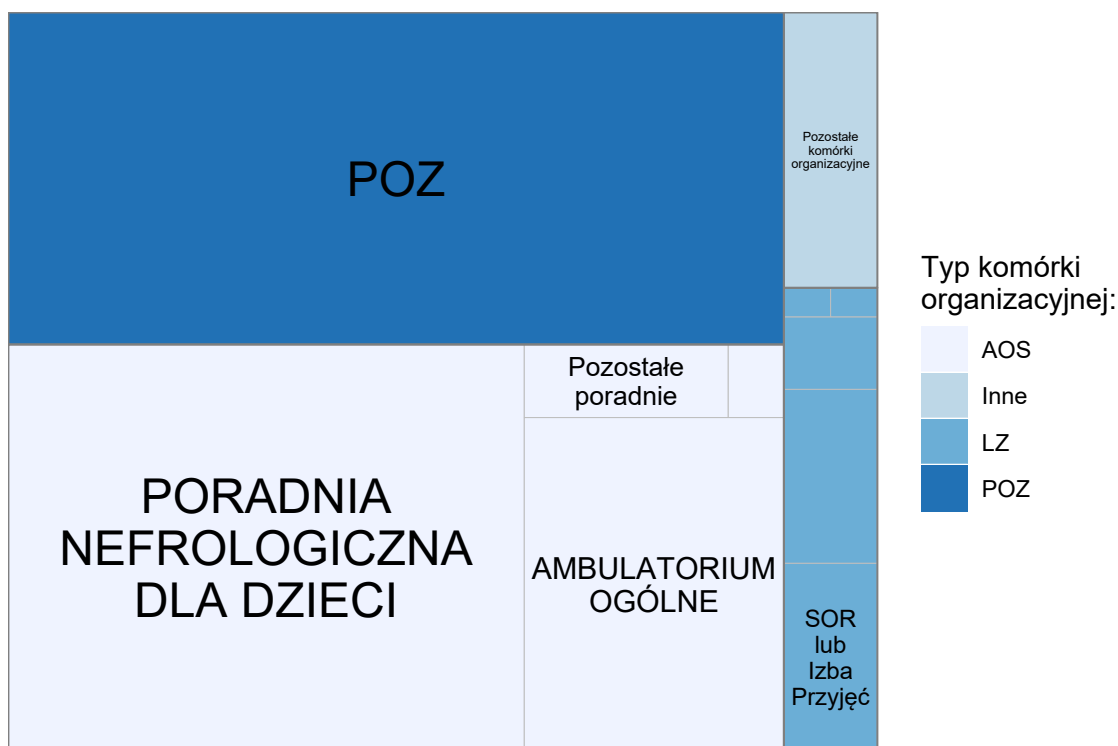 POZ
Pozostałe
komórki
organizacyjne
Pozostałe
poradnie
PORADNIA
NEFROLOGICZNA
DLA DZIECI
AMBULATORIUM
OGÓLNE
SOR
lub
Izba
Przyjęć
Typ komórki
organizacyjnej:
AOS
Inne
LZ
POZ